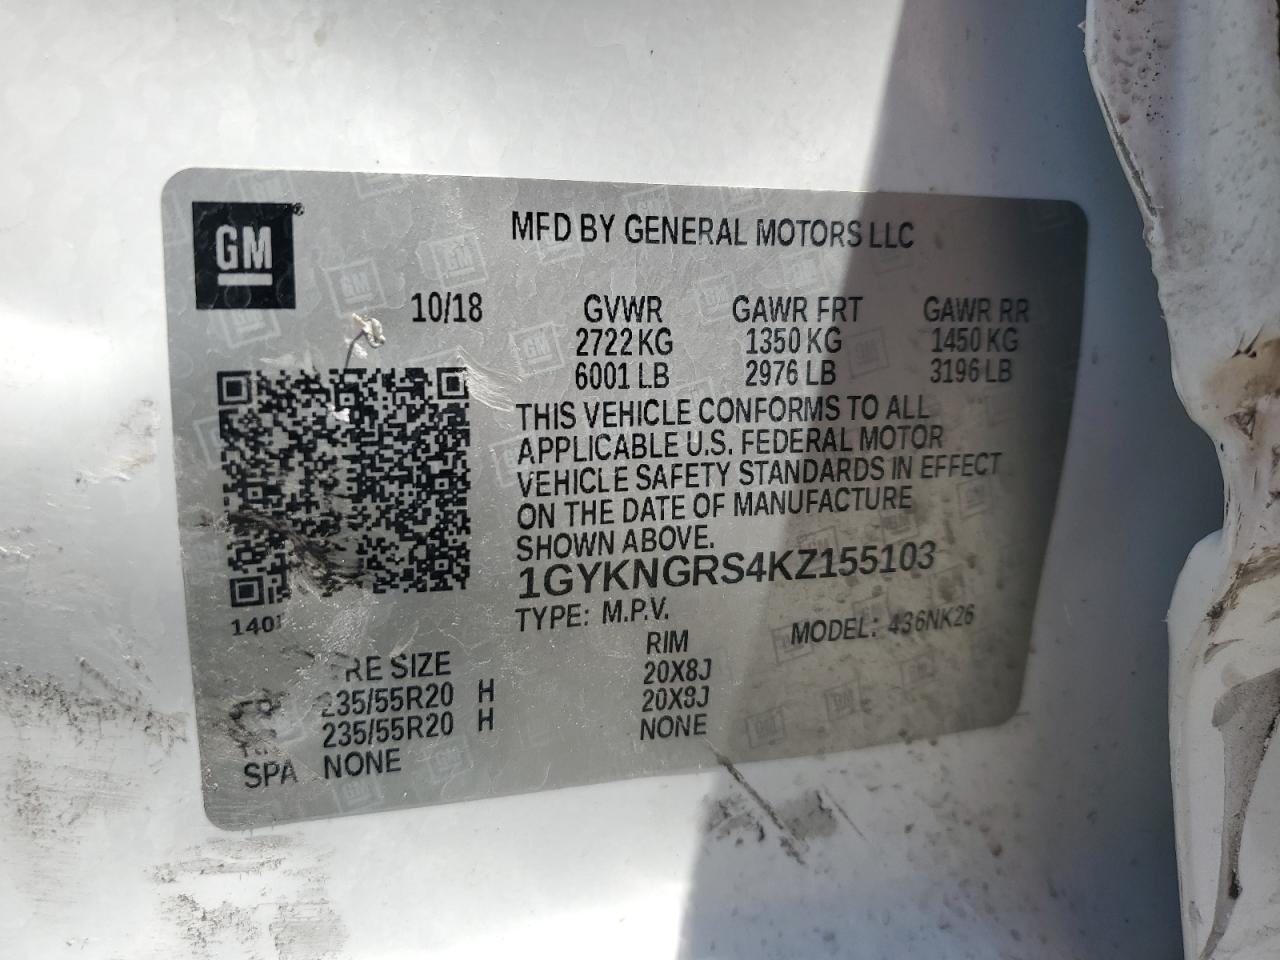 GM
MFD BY GENERAL MOTORS LLC
10/18 GVWR GAWR FRT GAWR RR
2722 KG 1350 KG 1450 KG
6001 LB 2976 LB 3196 LB
THIS VEHICLE CONFORMS TO ALL
APPLICABLE U.S. FEDERAL MOTOR
VEHICLE SAFETY STANDARDS IN EFFECT
ON THE DATE OF MANUFACTURE
SHOWN ABOVE.
1GYKNGRS4KZ155103
TYPE: M.P.V. MODEL: 436NK26
SIZE RIM
235/55R20 H 20X8J
235/55R20 H 20X8J
SPA NONE NONE